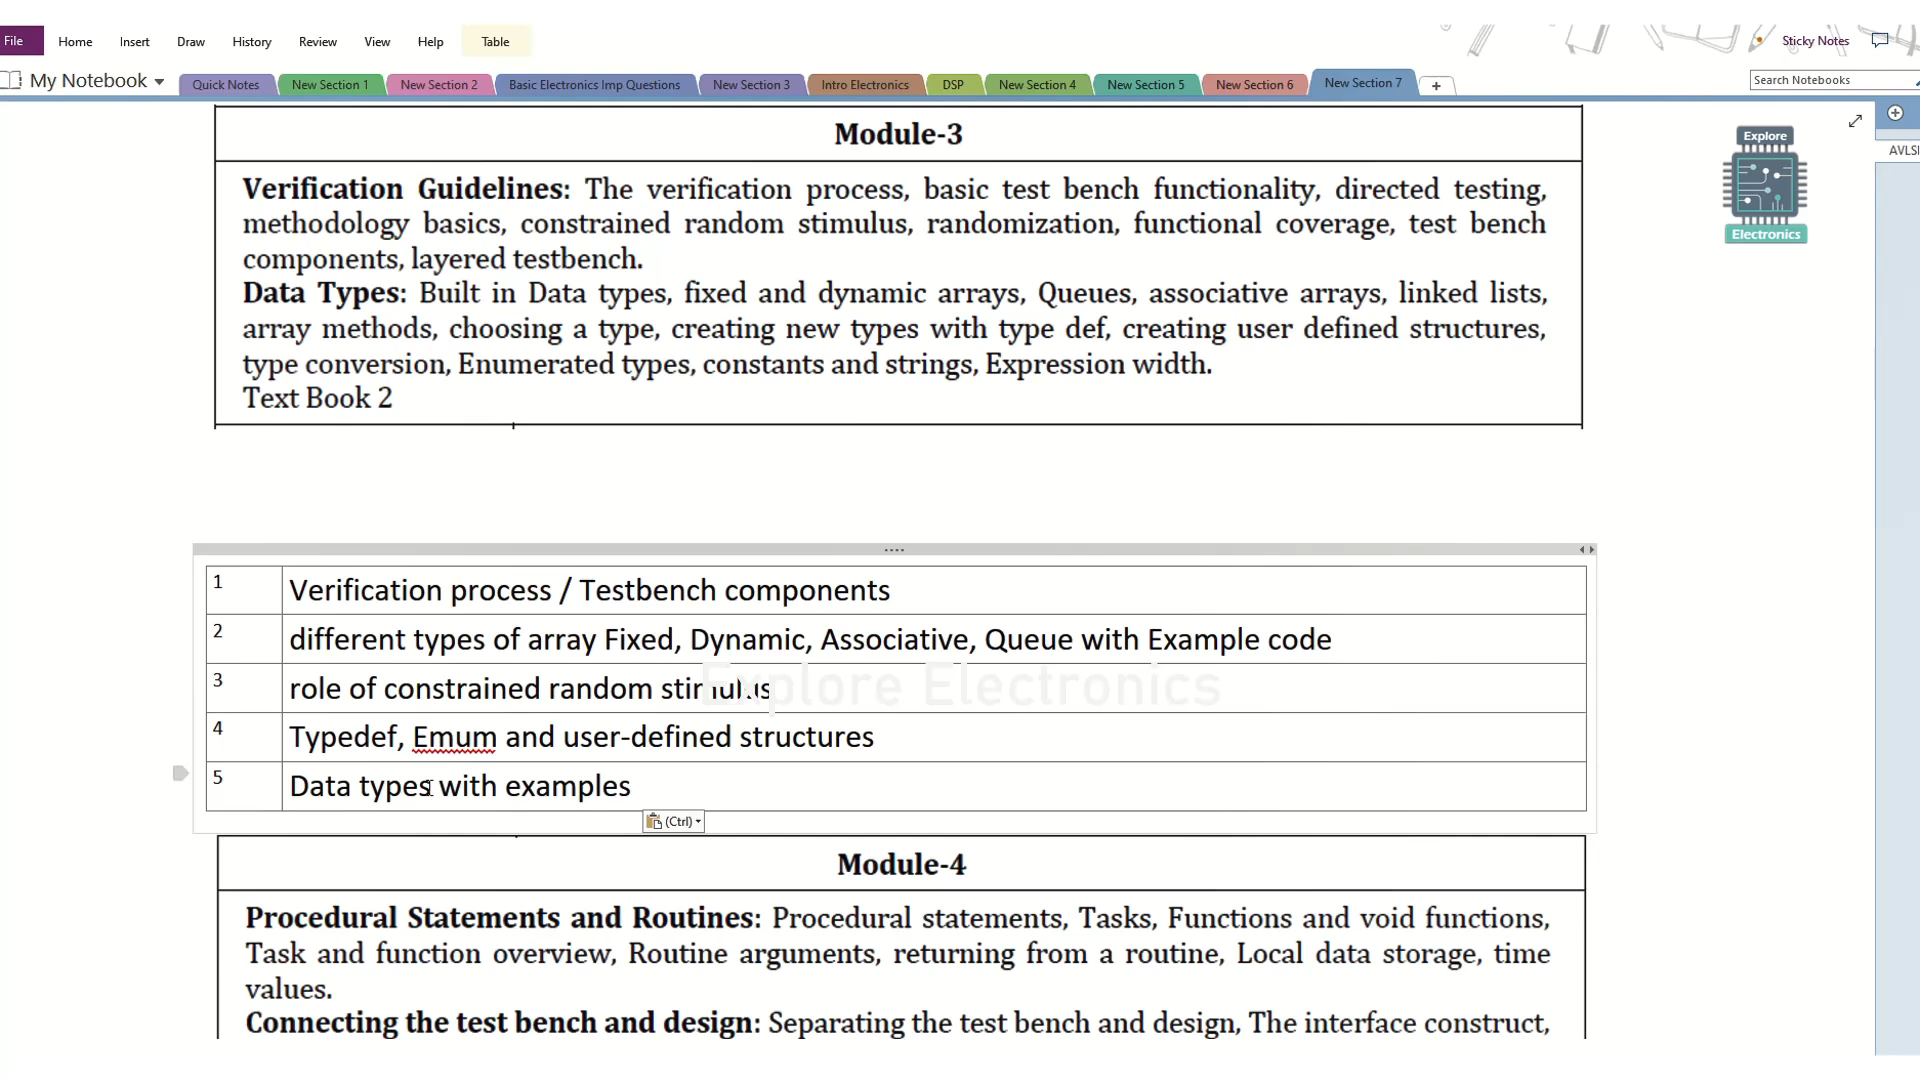 File Home Insert Draw History Review View Help Table Sticky Notes
My Notebook Quick Notes New Section 1 New Section 2 Basic Electronics Imp Questions New Section 3 Intro Electronics DSP New Section 4 New Section 5 New Section 6 New Section 7 Search Notebooks
Module-3
Explore
Electronics
AVLSI
Verification Guidelines: The verification process, basic test bench functionality, directed testing,
methodology basics, constrained random stimulus, randomization, functional coverage, test bench
components, layered testbench.
Data Types: Built in Data types, fixed and dynamic arrays, Queues, associative arrays, linked lists,
array methods, choosing a type, creating new types with type def, creating user defined structures,
type conversion, Enumerated types, constants and strings, Expression width.
Text Book 2
1 Verification process / Testbench components
2 different types of array Fixed, Dynamic, Associative, Queue with Example code
3 role of constrained random stimulus
Explore Electronics
4 Typedef, Emum and user-defined structures
5 Data types with examples
(Ctrl)
Module-4
Procedural Statements and Routines: Procedural statements, Tasks, Functions and void functions,
Task and function overview, Routine arguments, returning from a routine, Local data storage, time
values.
Connecting the test bench and design: Separating the test bench and design, The interface construct,